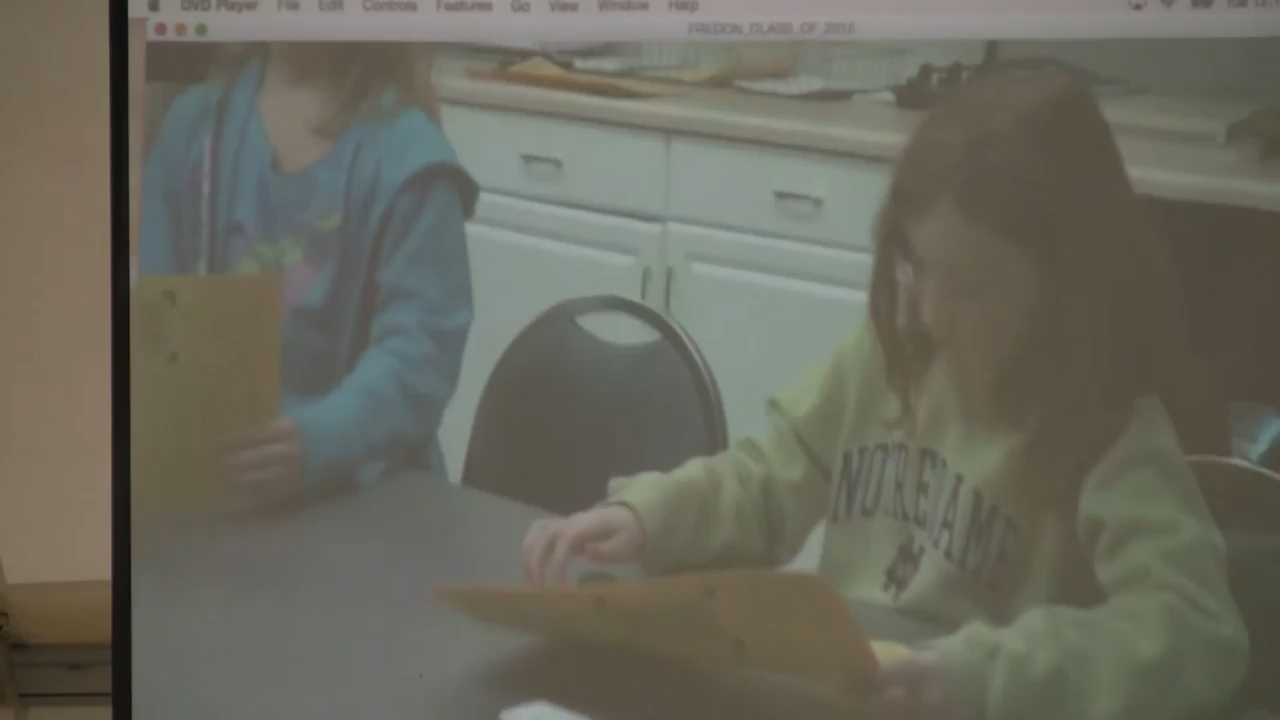 DVD Player File Edit Controls Features Go View Window Help
FREDON_CLASS_OF_2015
NOTRE DAME